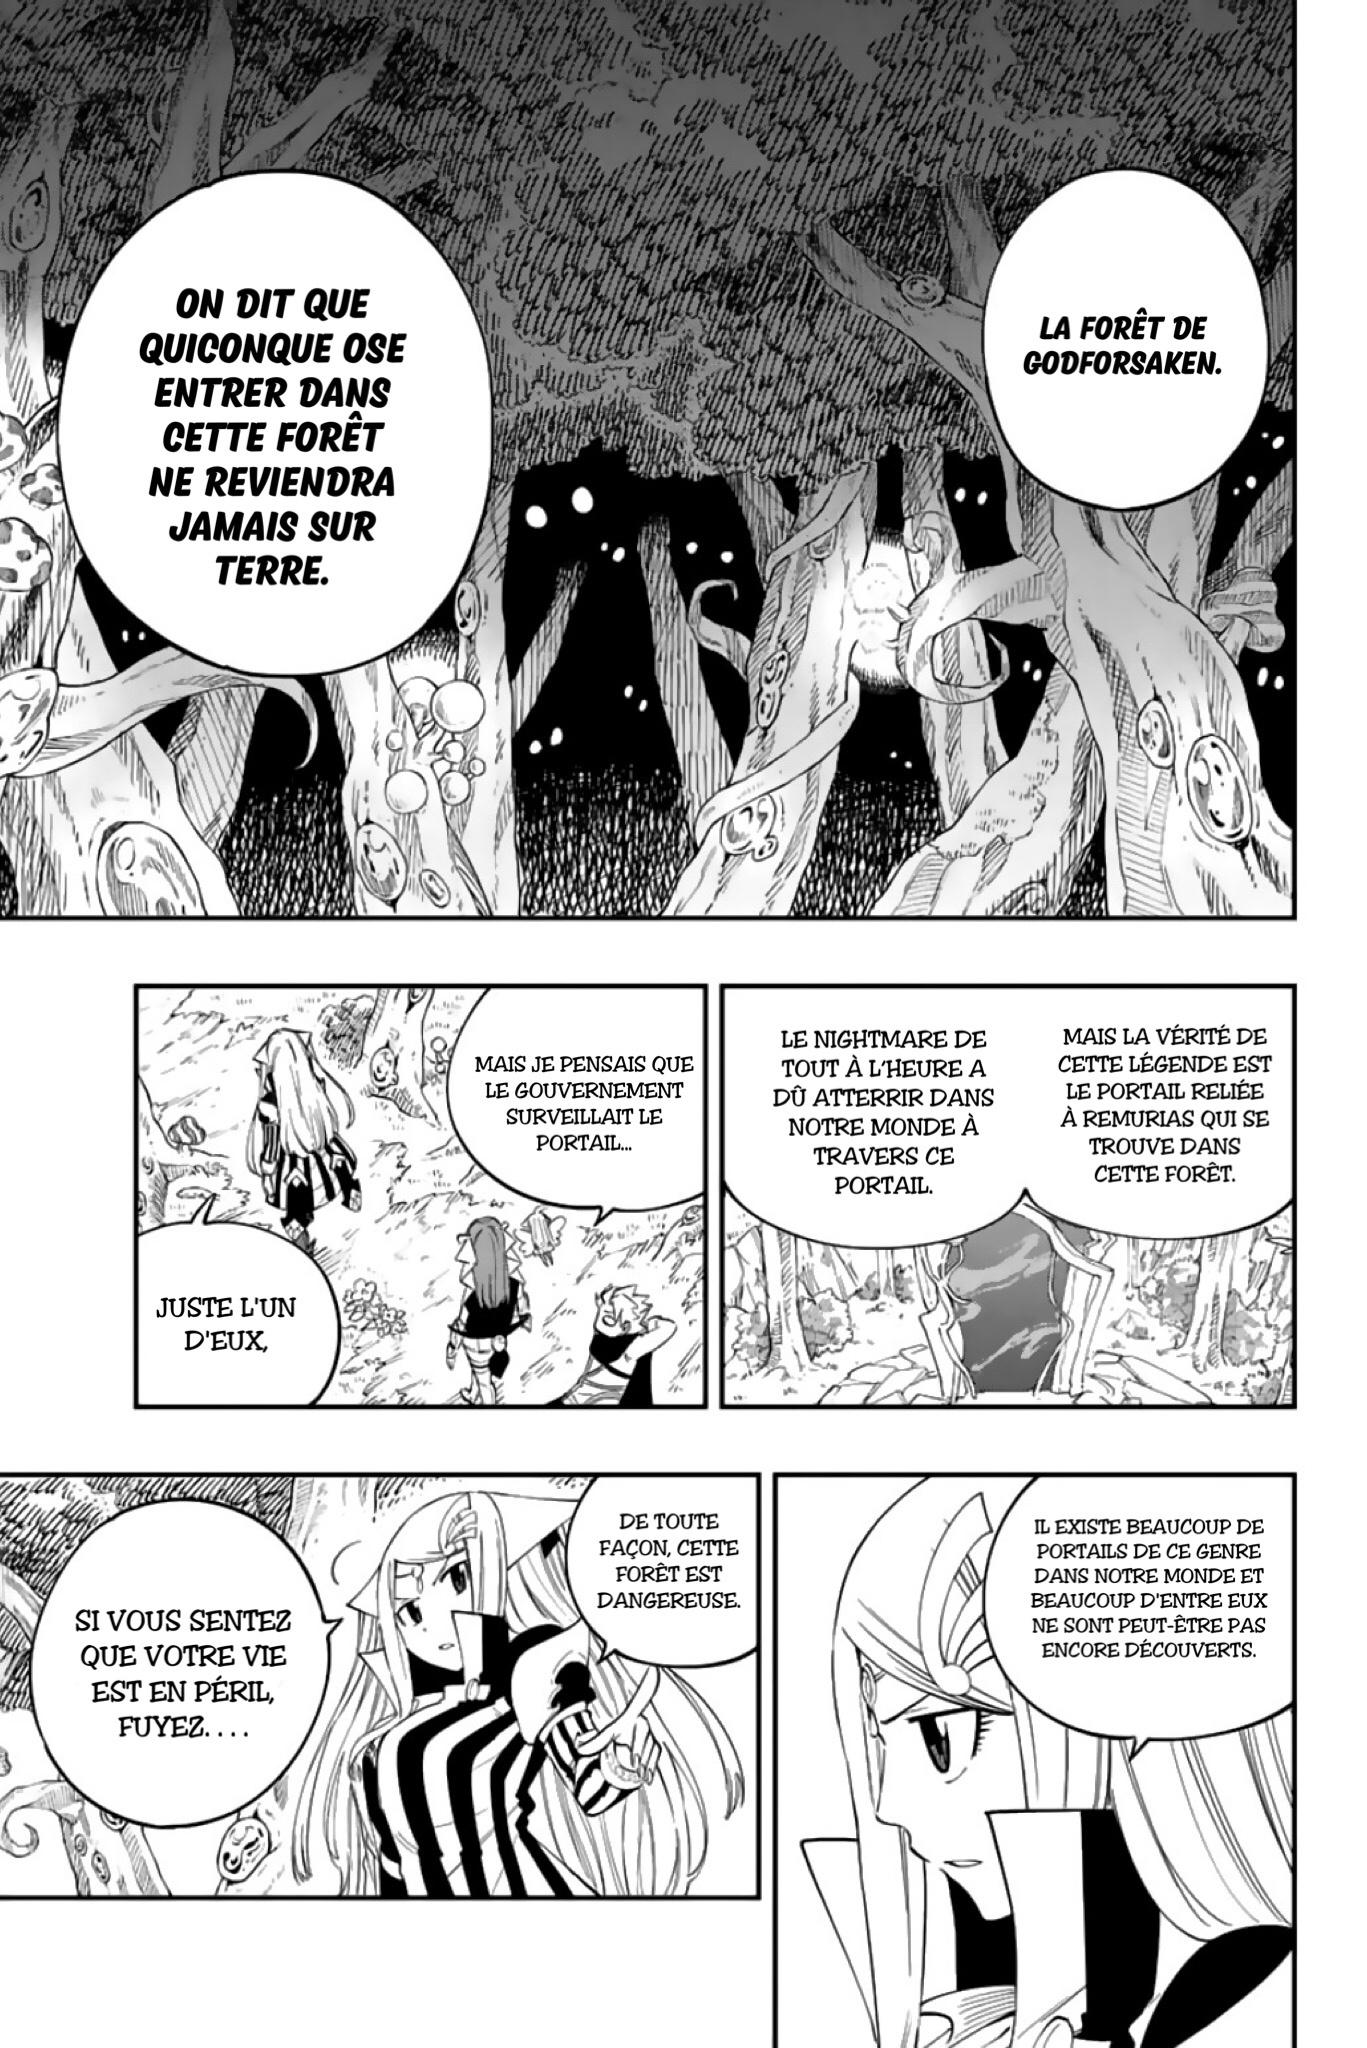 LA FORÊT DE
GODFORSAKEN.
ON DIT QUE
QUICONQUE OSE
ENTRER DANS
CETTE FORÊT
NE REVIENDRA
JAMAIS SUR
TERRE.
MAIS LA VÉRITÉ DE
CETTE LÉGENDE EST
LE PORTAIL RELIÉE
À REMURIAS QUI SE
TROUVE DANS
CETTE FORÊT.
LE NIGHTMARE DE
TOUT À L'HEURE A
DÛ ATTERRIR DANS
NOTRE MONDE À
TRAVERS CE
PORTAIL.
MAIS JE PENSAIS QUE
LE GOUVERNEMENT
SURVEILLAIT LE
PORTAIL...
JUSTE L'UN
D'EUX,
IL EXISTE BEAUCOUP DE
PORTAILS DE CE GENRE
DANS NOTRE MONDE ET
BEAUCOUP D'ENTRE EUX
NE SONT PEUT-ÊTRE PAS
ENCORE DÉCOUVERTS.
DE TOUTE
FAÇON, CETTE
FORÊT EST
DANGEREUSE.
SI VOUS SENTEZ
QUE VOTRE VIE
EST EN PÉRIL,
FUYEZ....